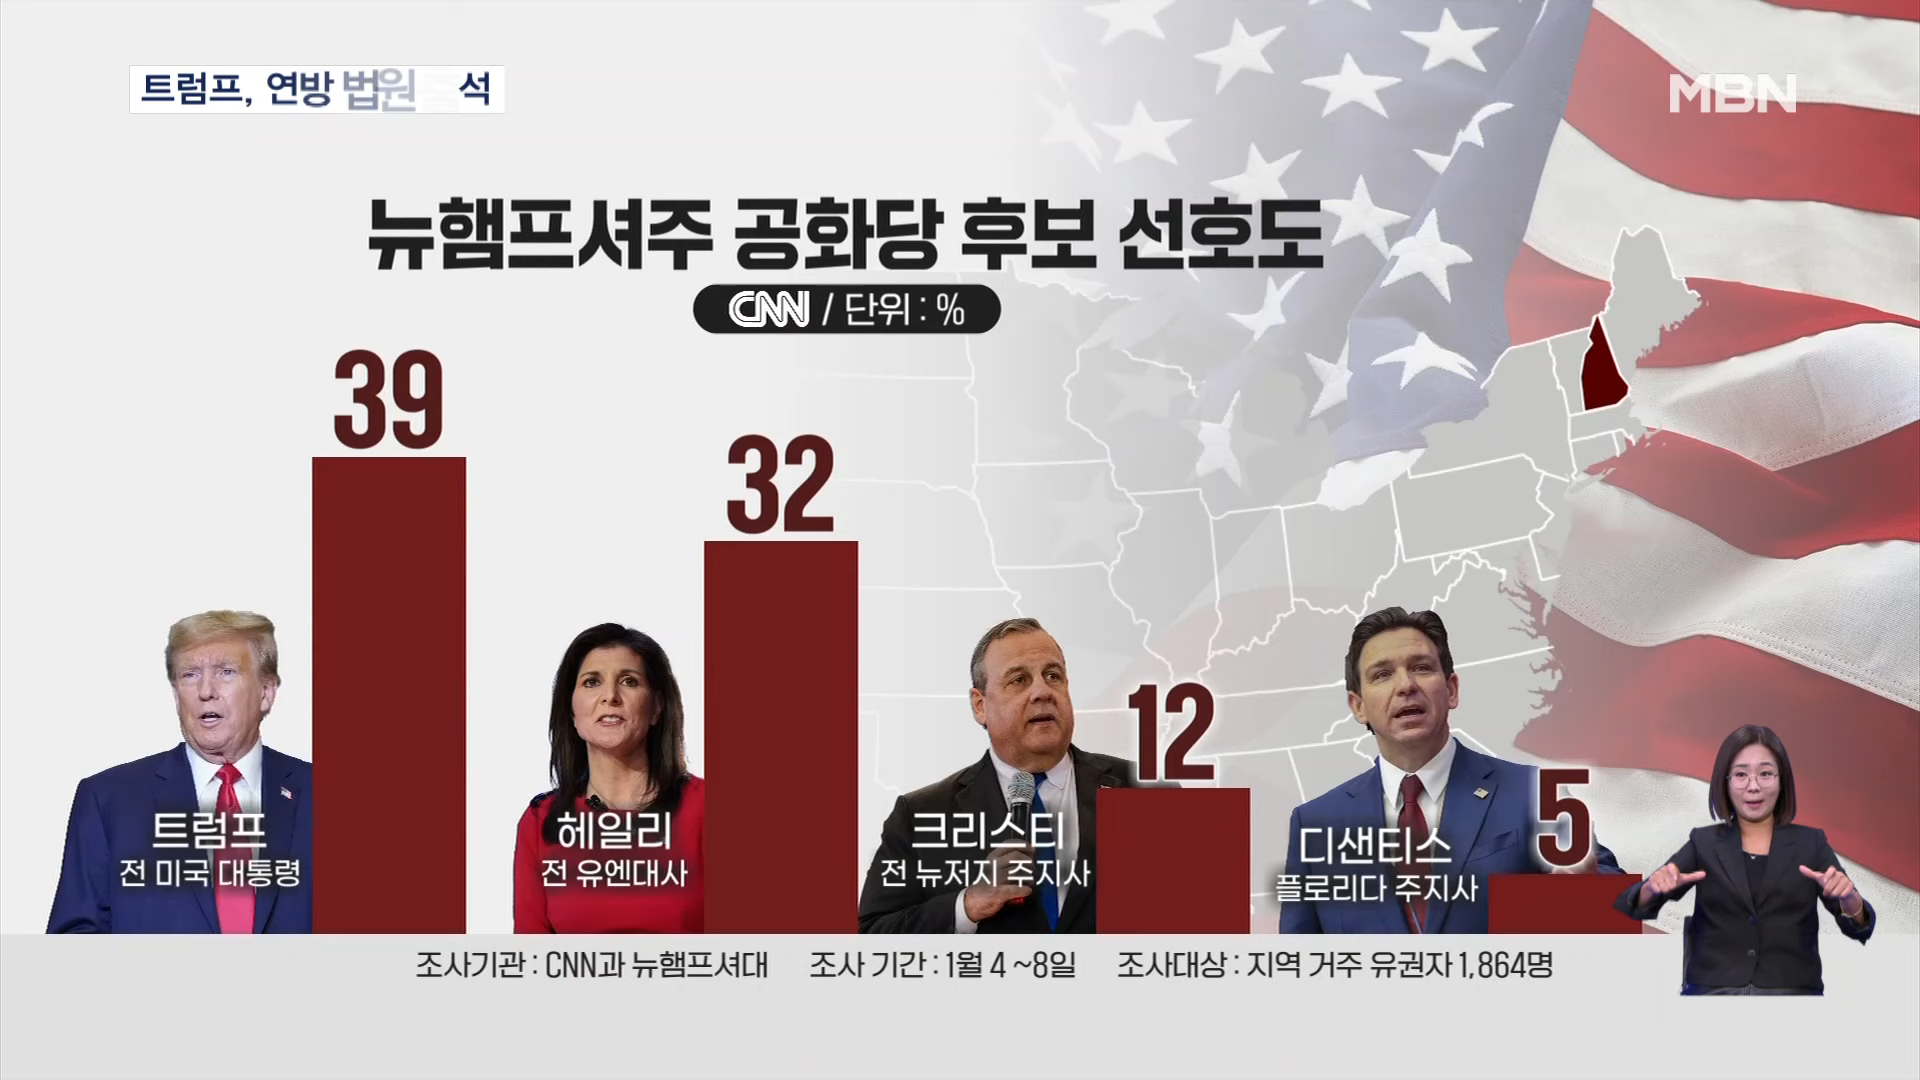 트럼프, 연방 법원 석
MBN
뉴햄프셔주 공화당 후보 선호도
CNN / 단위 : %
39
32
12
5
트럼프
전 미국 대통령
헤일리
전 유엔대사
크리스티
전 뉴저지 주지사
디샌티스
플로리다 주지사
조사기관 : CNN과 뉴햄프셔대 조사 기간 : 1월 4 ~8일 조사대상 : 지역 거주 유권자 1,864명